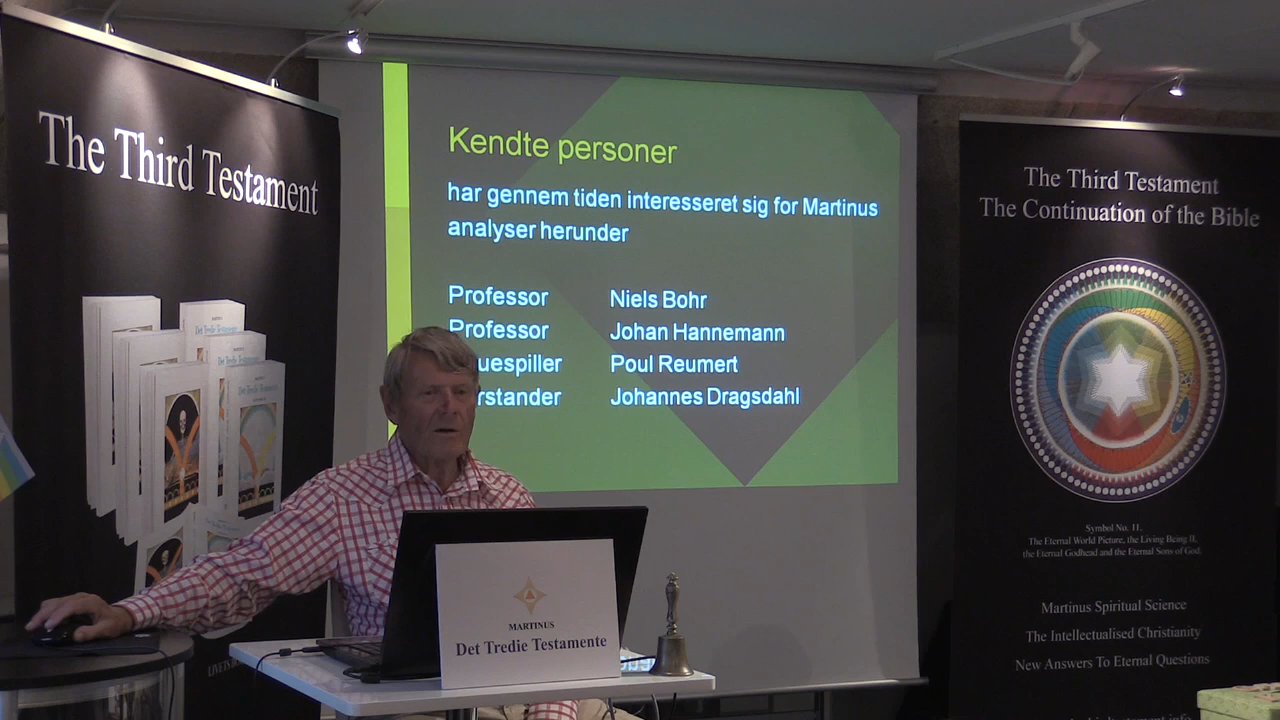 The Third Testament
Kendte personer
har gennem tiden interesseret sig for Martinus
analyser herunder
Professor Niels Bohr
Professor Johan Hannemann
uespiller Poul Reumert
rstander Johannes Dragsdahl
The Third Testament
The Continuation of the Bible
Symbol No. 11,
The Eternal World Picture, the Living Being II,
the Eternal Godhead and the Eternal Sons of God.
Martinus Spiritual Science
The Intellectualised Christianity
New Answers To Eternal Questions
MARTINUS
Det Tredie Testamente